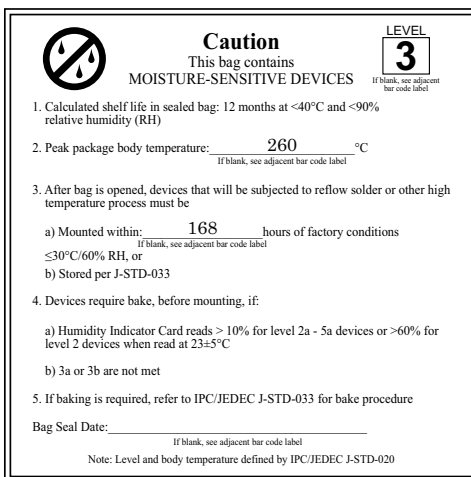 Caution
This bag contains
MOISTURE-SENSITIVE DEVICES
LEVEL
3
If blank, see adjacent
bar code label
1. Calculated shelf life in sealed bag: 12 months at <40°C and <90%
relative humidity (RH)
2. Peak package body temperature: 260 °C
If blank, see adjacent bar code label
3. After bag is opened, devices that will be subjected to reflow solder or other high
temperature process must be
a) Mounted within: 168 hours of factory conditions
If blank, see adjacent bar code label
≤30°C/60% RH, or
b) Stored per J-STD-033
4. Devices require bake, before mounting, if:
a) Humidity Indicator Card reads > 10% for level 2a - 5a devices or >60% for
level 2 devices when read at 23±5°C
b) 3a or 3b are not met
5. If baking is required, refer to IPC/JEDEC J-STD-033 for bake procedure
Bag Seal Date:
If blank, see adjacent bar code label
Note: Level and body temperature defined by IPC/JEDEC J-STD-020